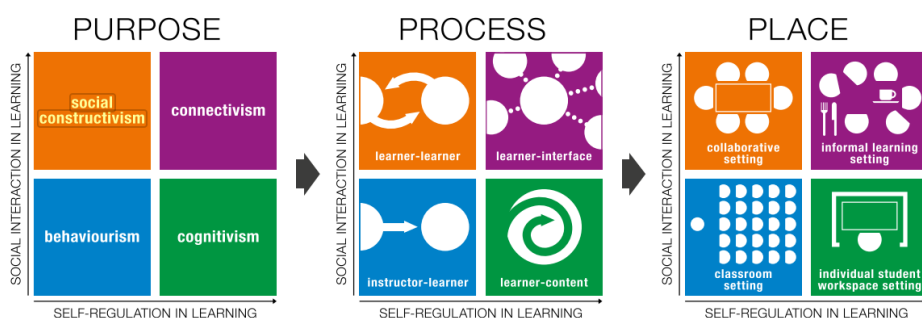 PURPOSE
SOCIAL INTERACTION IN LEARNING
social
constructivism
connectivism
behaviourism
cognitivism
SELF-REGULATION IN LEARNING
PROCESS
SOCIAL INTERACTION IN LEARNING
learner-learner
learner-interface
instructor-learner
learner-content
SELF-REGULATION IN LEARNING
PLACE
SOCIAL INTERACTION IN LEARNING
collaborative
setting
informal learning
setting
classroom
setting
individual student
workspace setting
SELF-REGULATION IN LEARNING